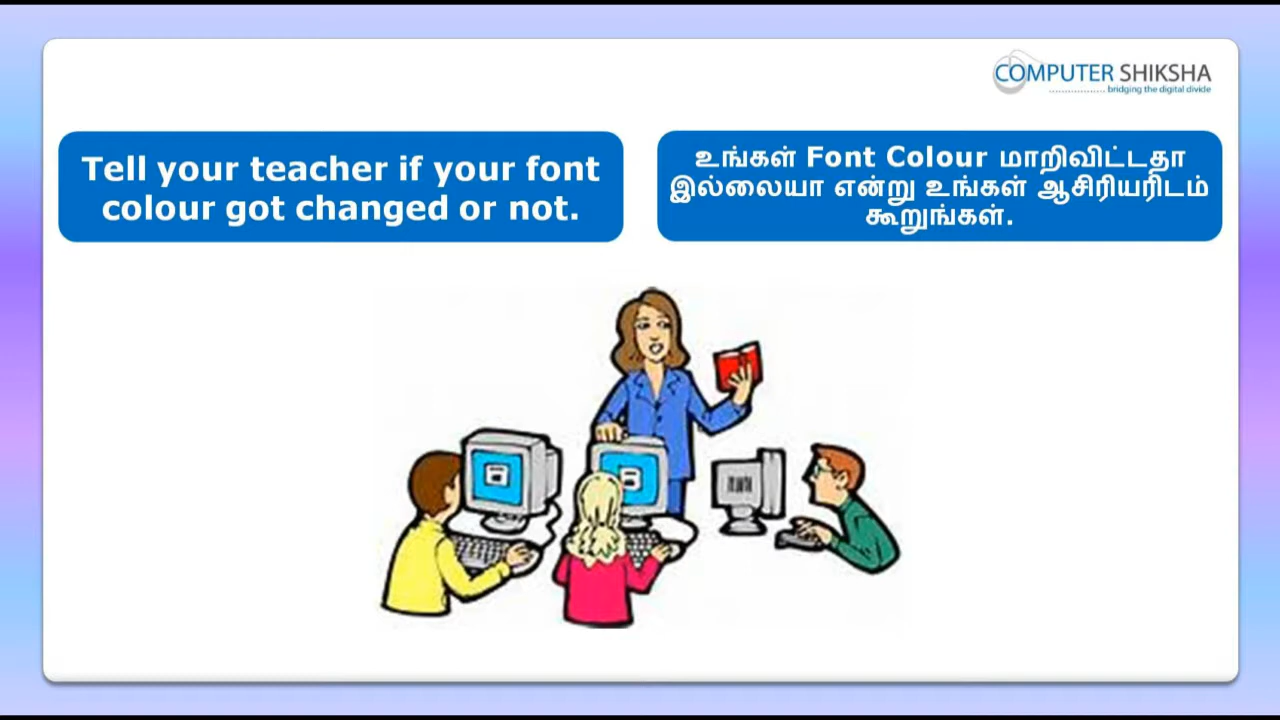 COMPUTER SHIKSHA
bridging the digital divide
Tell your teacher if your font
colour got changed or not.
உங்கள் Font Colour மாறிவிட்டதா
இல்லையா என்று உங்கள் ஆசிரியரிடம்
கூறுங்கள்.